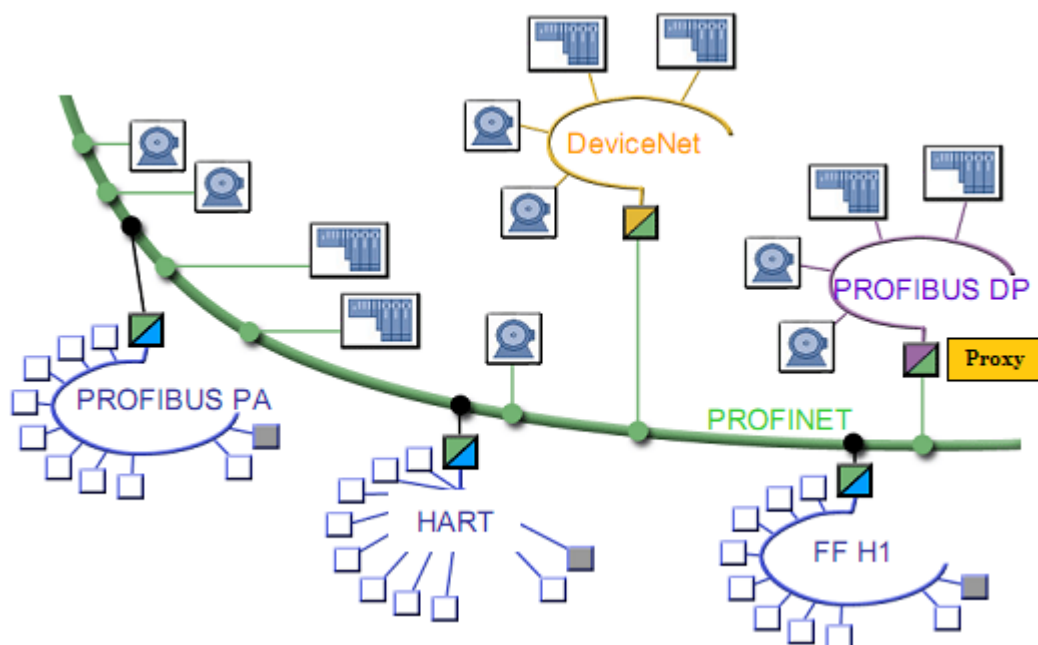 DeviceNet
PROFIBUS DP
Proxy
PROFIBUS PA
PROFINET
HART
FF H1